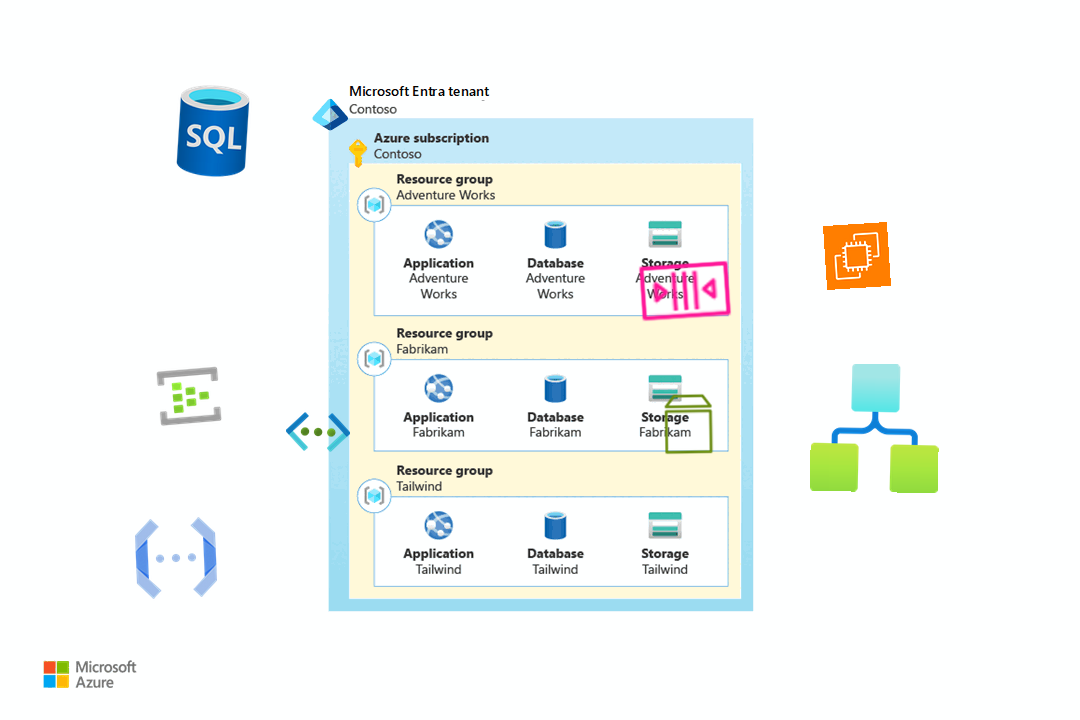 SQL
Microsoft Entra tenant
Contoso
Azure subscription
Contoso
Resource group
Adventure Works
Application
Adventure
Works
Database
Adventure
Works
Storage
Adventure
Works
Resource group
Fabrikam
Application
Fabrikam
Database
Fabrikam
Storage
Fabrikam
Resource group
Tailwind
Application
Tailwind
Database
Tailwind
Storage
Tailwind
Microsoft
Azure